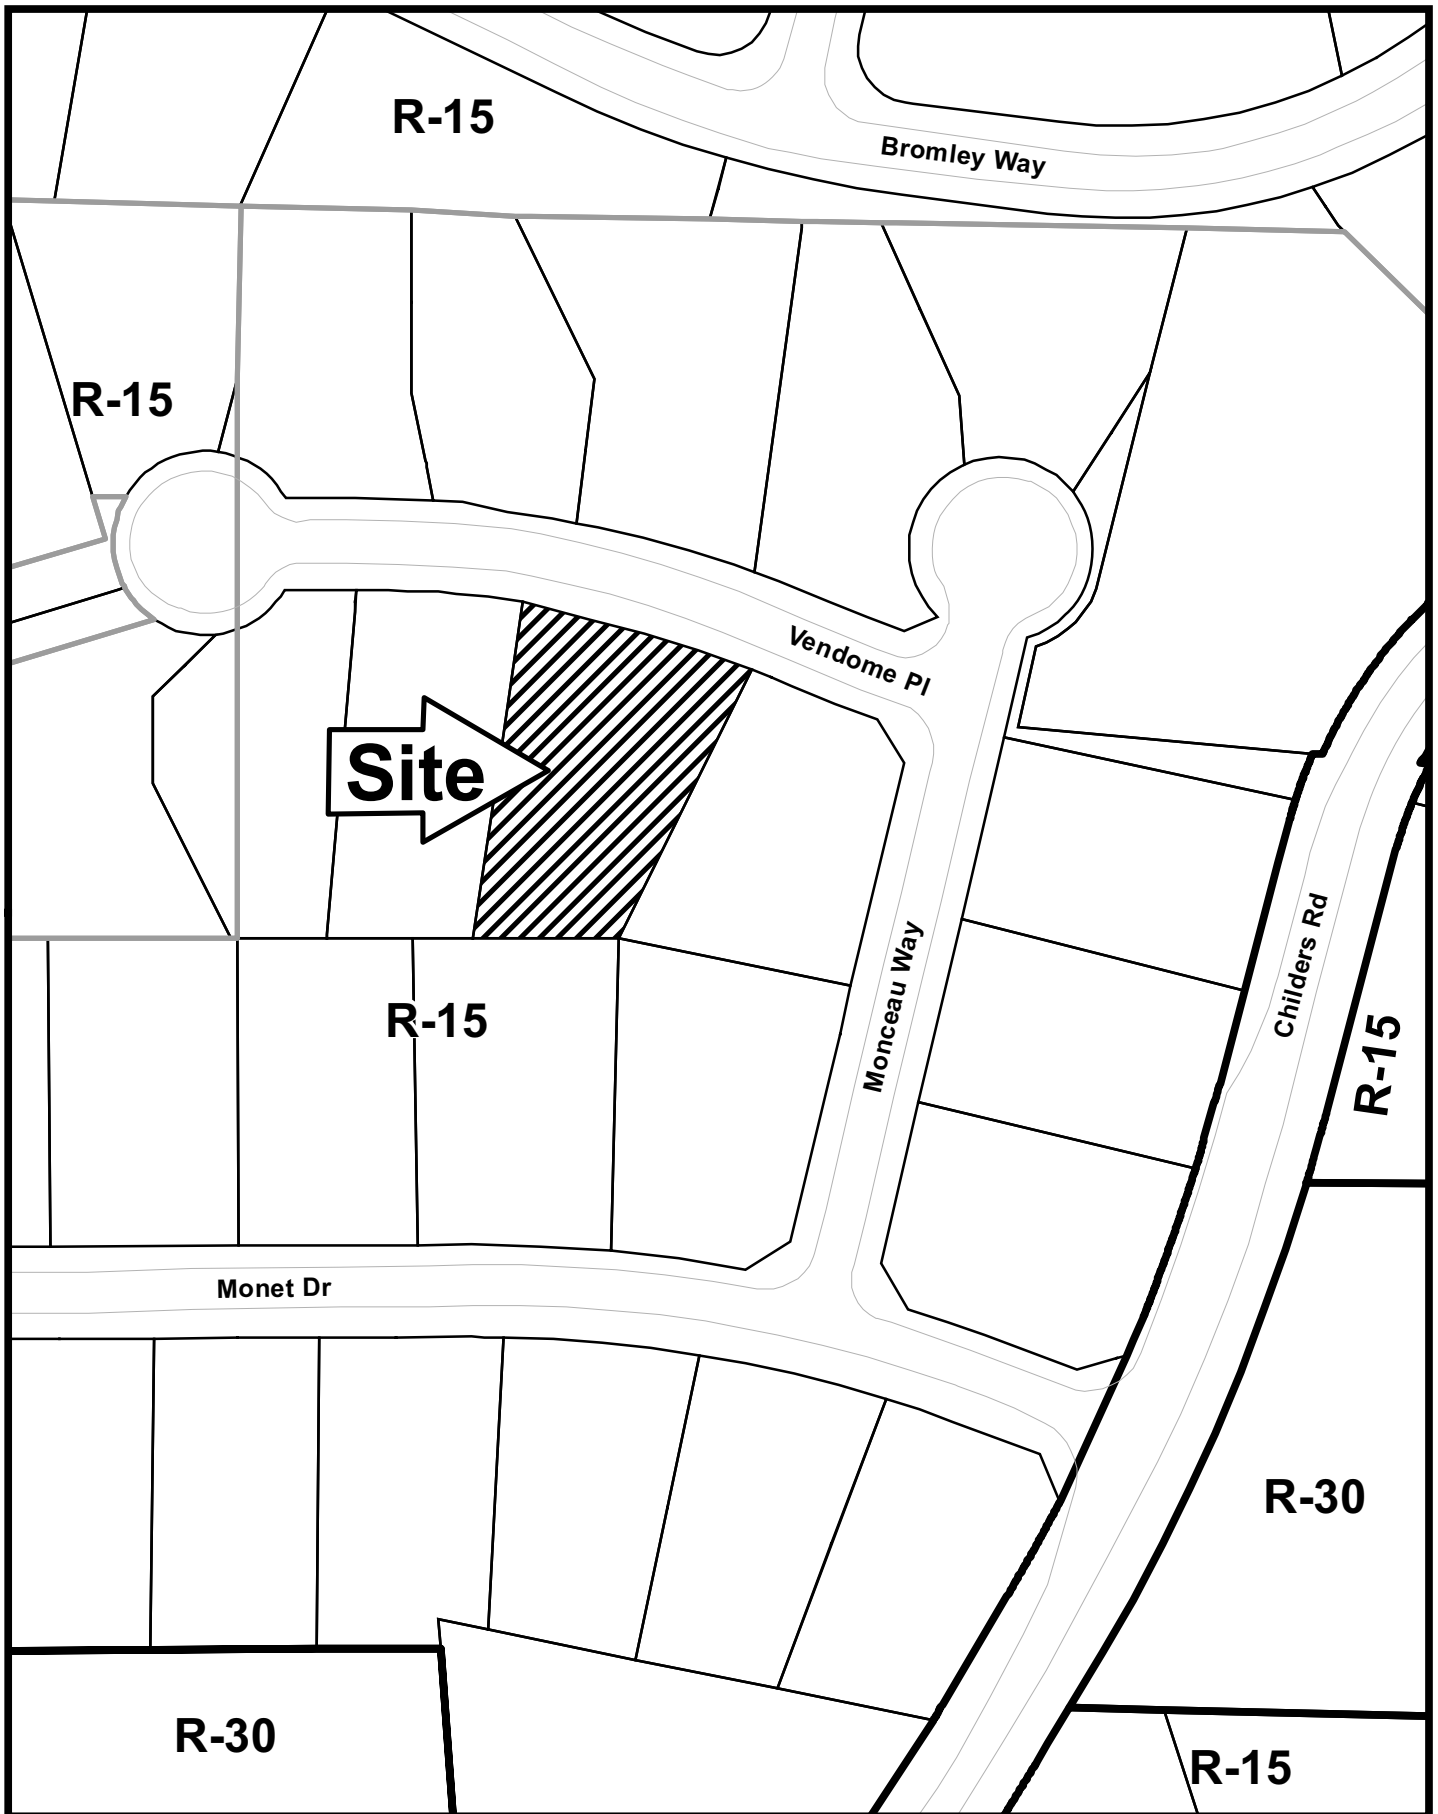 R-15
Bromley Way
R-15
Vendome Pl
Site
Monceau Way
Childers Rd
R-15
R-15
Monet Dr
R-30
R-30
R-15